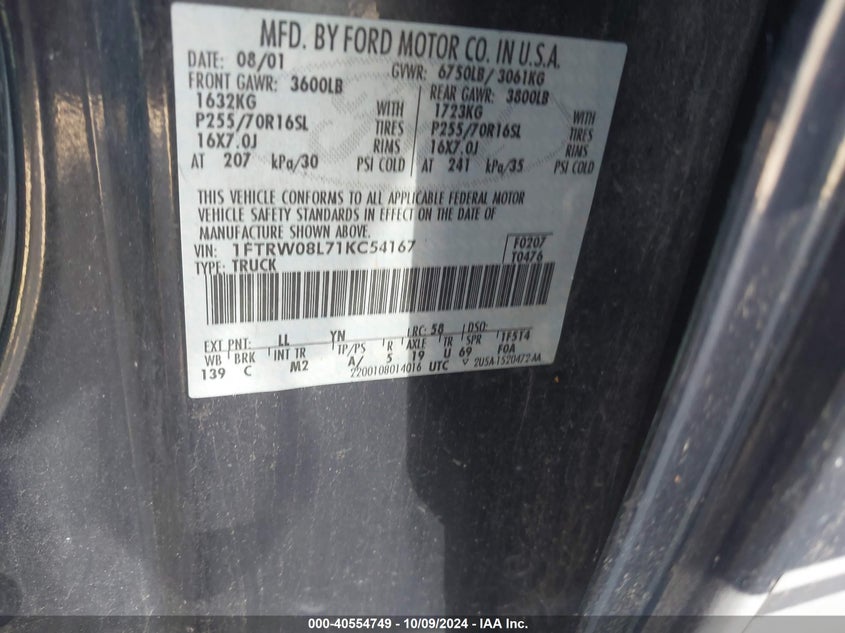 MFD. BY FORD MOTOR CO. IN U.S.A.
DATE: 08/01 GVWR: 6750LB/ 3061KG
FRONT GAWR: 3600LB REAR GAWR: 3800LB
1632KG WITH 1723KG WITH
P255/70R16SL TIRES P255/70R16SL TIRES
16X7.0J RIMS 16X7.0J RIMS
AT 207 kPa/30 PSI COLD AT 241 kPa/35 PSI COLD
THIS VEHICLE CONFORMS TO ALL APPLICABLE FEDERAL MOTOR
VEHICLE SAFETY STANDARDS IN EFFECT ON THE DATE OF
MANUFACTURE SHOWN ABOVE.
VIN: 1FTRW08L71KC54167 F0207
TYPE: TRUCK T0476
EXT PNT: LL YN RC: 58 DSO:
WB BRK INT TR TP/PS R AXLE TR SPR 1F5T4
139 C M2 A/ 5 19 U 69 F0A
2200108014016 UTC 2U5A-1520472-AA
000-40554749 - 10/09/2024 - IAA Inc.